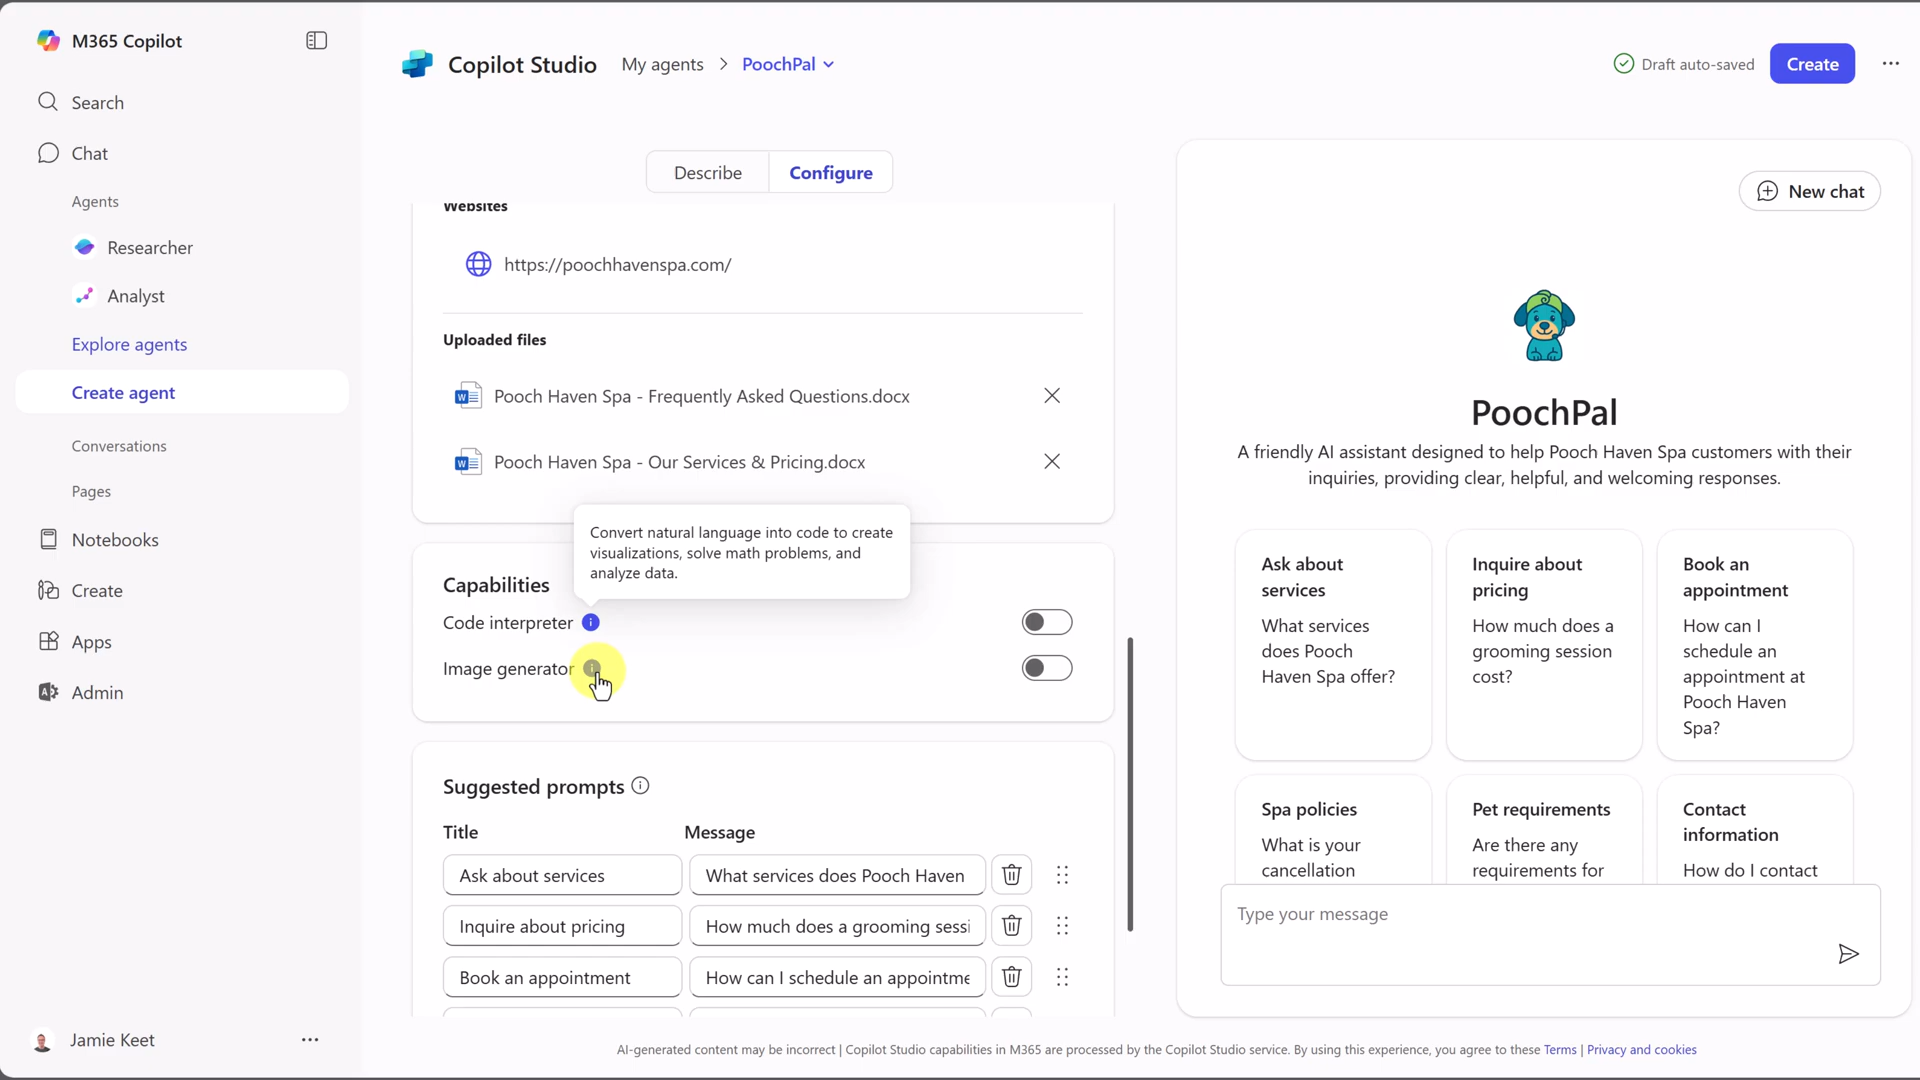 M365 Copilot
Search
Chat
Agents
Researcher
Analyst
Explore agents
Create agent
Conversations
Pages
Notebooks
Create
Apps
Admin
Jamie Keet
Copilot Studio
My agents
PoochPal
Draft auto-saved
Create
Describe
Configure
Websites
https://poochhavenspa.com/
Uploaded files
Pooch Haven Spa - Frequently Asked Questions.docx
Pooch Haven Spa - Our Services & Pricing.docx
Convert natural language into code to create
visualizations, solve math problems, and
analyze data.
Capabilities
Code interpreter
Image generator
Suggested prompts
Title
Message
Ask about services
What services does Pooch Haven
Inquire about pricing
How much does a grooming sessi
Book an appointment
How can I schedule an appointme
New chat
PoochPal
A friendly AI assistant designed to help Pooch Haven Spa customers with their
inquiries, providing clear, helpful, and welcoming responses.
Ask about
services
What services
does Pooch
Haven Spa offer?
Inquire about
pricing
How much does a
grooming session
cost?
Book an
appointment
How can I
schedule an
appointment at
Pooch Haven
Spa?
Spa policies
What is your
cancellation
Pet requirements
Are there any
requirements for
Contact
information
How do I contact
Type your message
AI-generated content may be incorrect | Copilot Studio capabilities in M365 are processed by the Copilot Studio service. By using this experience, you agree to these Terms | Privacy and cookies